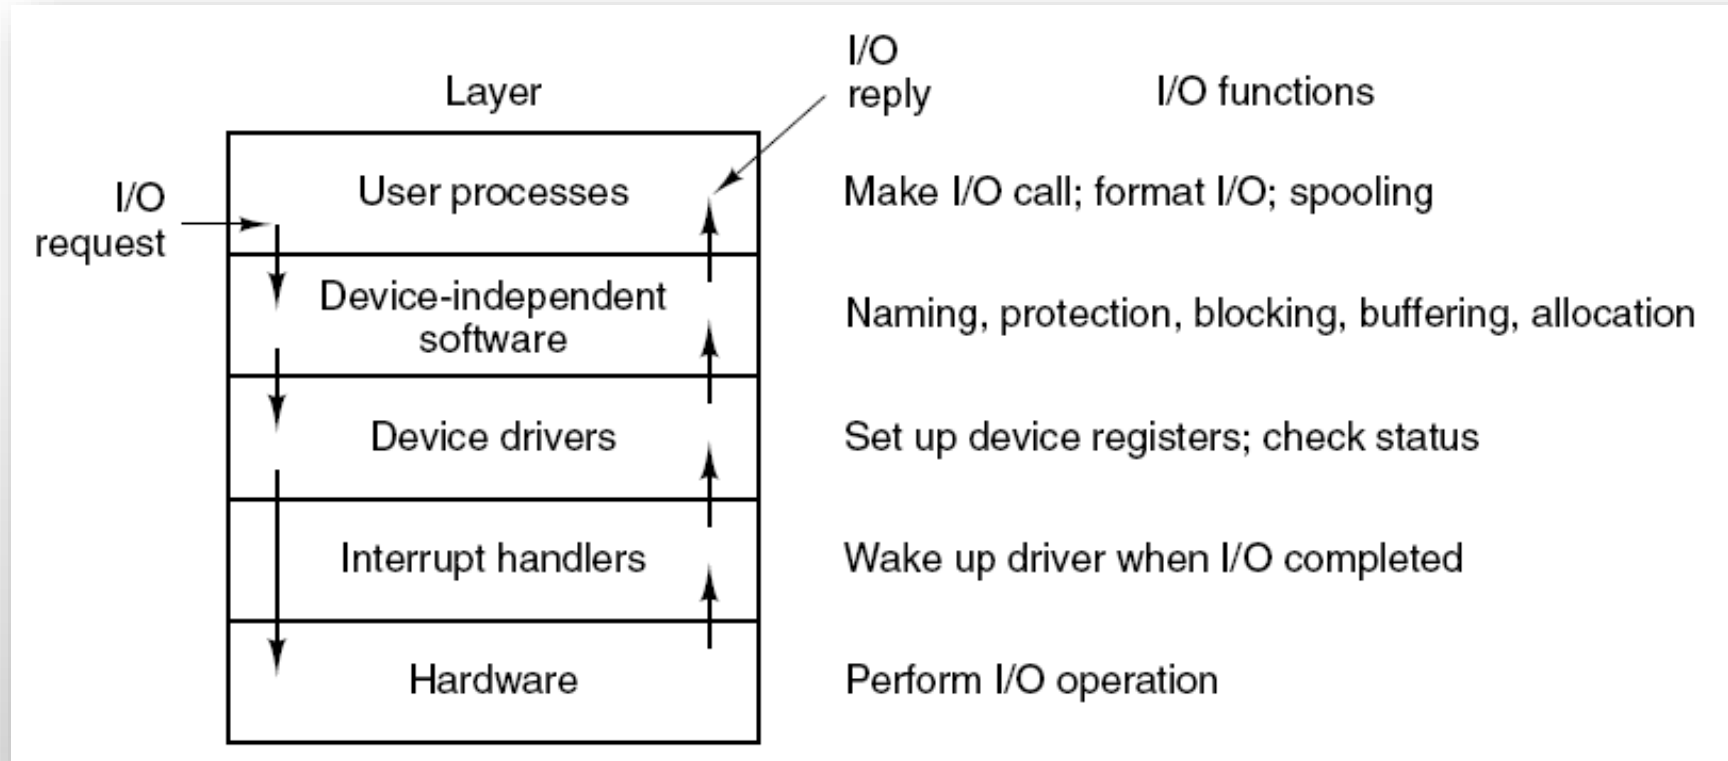 I/O
reply
Layer
I/O functions
I/O
request
User processes
Make I/O call; format I/O; spooling
Device-independent
software
Naming, protection, blocking, buffering, allocation
Device drivers
Set up device registers; check status
Interrupt handlers
Wake up driver when I/O completed
Hardware
Perform I/O operation